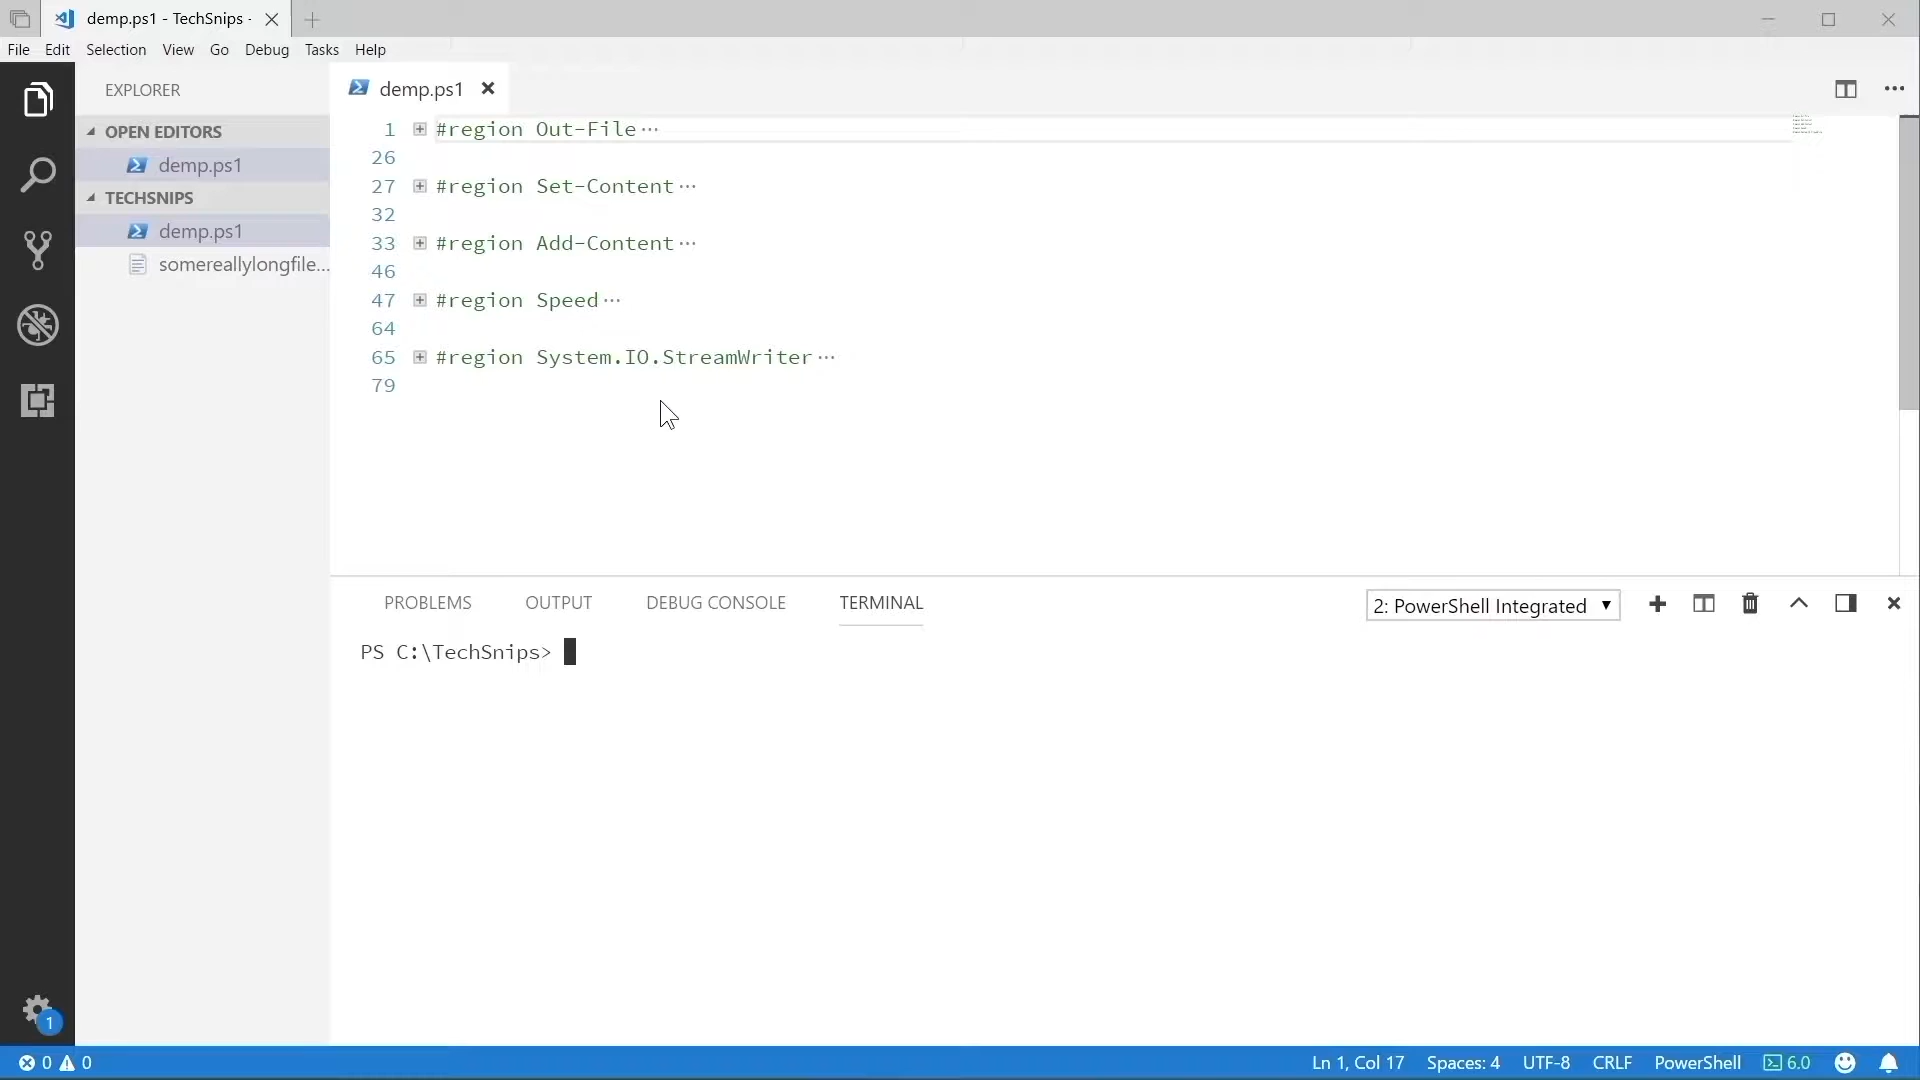 demp.ps1 - TechSnips -
File Edit Selection View Go Debug Tasks Help
EXPLORER
OPEN EDITORS
demp.ps1
TECHSNIPS
demp.ps1
somereallylongfile...
demp.ps1
1 #region Out-File ...
26
27 #region Set-Content ...
32
33 #region Add-Content ...
46
47 #region Speed ...
64
65 #region System.IO.StreamWriter ...
79
PROBLEMS OUTPUT DEBUG CONSOLE TERMINAL
2: PowerShell Integrated
PS C:\TechSnips>
1
0 0
Ln 1, Col 17 Spaces: 4 UTF-8 CRLF PowerShell 6.0